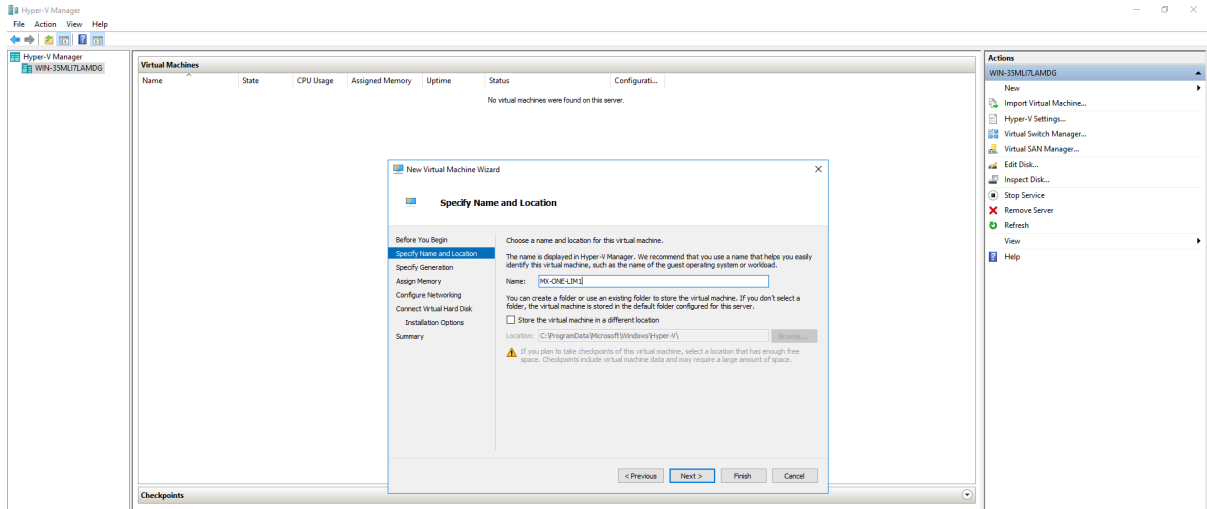 Hyper-V Manager
File Action View Help
Hyper-V Manager
WIN-35MLI7LAMDG
Virtual Machines
Name State CPU Usage Assigned Memory Uptime Status Configurati...
No virtual machines were found on this server.
New Virtual Machine Wizard
Specify Name and Location
Before You Begin
Specify Name and Location
Specify Generation
Assign Memory
Configure Networking
Connect Virtual Hard Disk
Installation Options
Summary
Choose a name and location for this virtual machine.
The name is displayed in Hyper-V Manager. We recommend that you use a name that helps you easily
identify this virtual machine, such as the name of the guest operating system or workload.
Name: MX-ONE-LIM1
You can create a folder or use an existing folder to store the virtual machine. If you don't select a
folder, the virtual machine is stored in the default folder configured for this server.
Store the virtual machine in a different location
Location: C:\ProgramData\Microsoft\Windows\Hyper-V\ Browse...
If you plan to take checkpoints of this virtual machine, select a location that has enough free
space. Checkpoints include virtual machine data and may require a large amount of space.
< Previous Next > Finish Cancel
Checkpoints
Actions
WIN-35MLI7LAMDG
New
Import Virtual Machine...
Hyper-V Settings...
Virtual Switch Manager...
Virtual SAN Manager...
Edit Disk...
Inspect Disk...
Stop Service
Remove Server
Refresh
View
Help